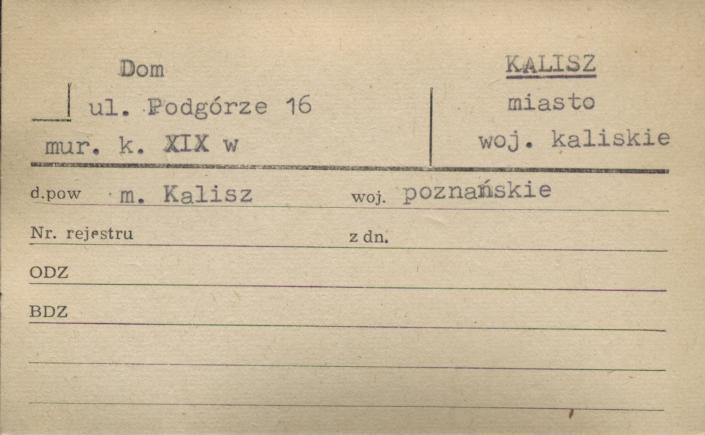 Dom
ul. Podgórze 16
mur. k. XIX w
KALISZ
miasto
woj. kaliskie
d.pow m. Kalisz woj. poznańskie
Nr. rejestru z dn.
ODZ
BDZ